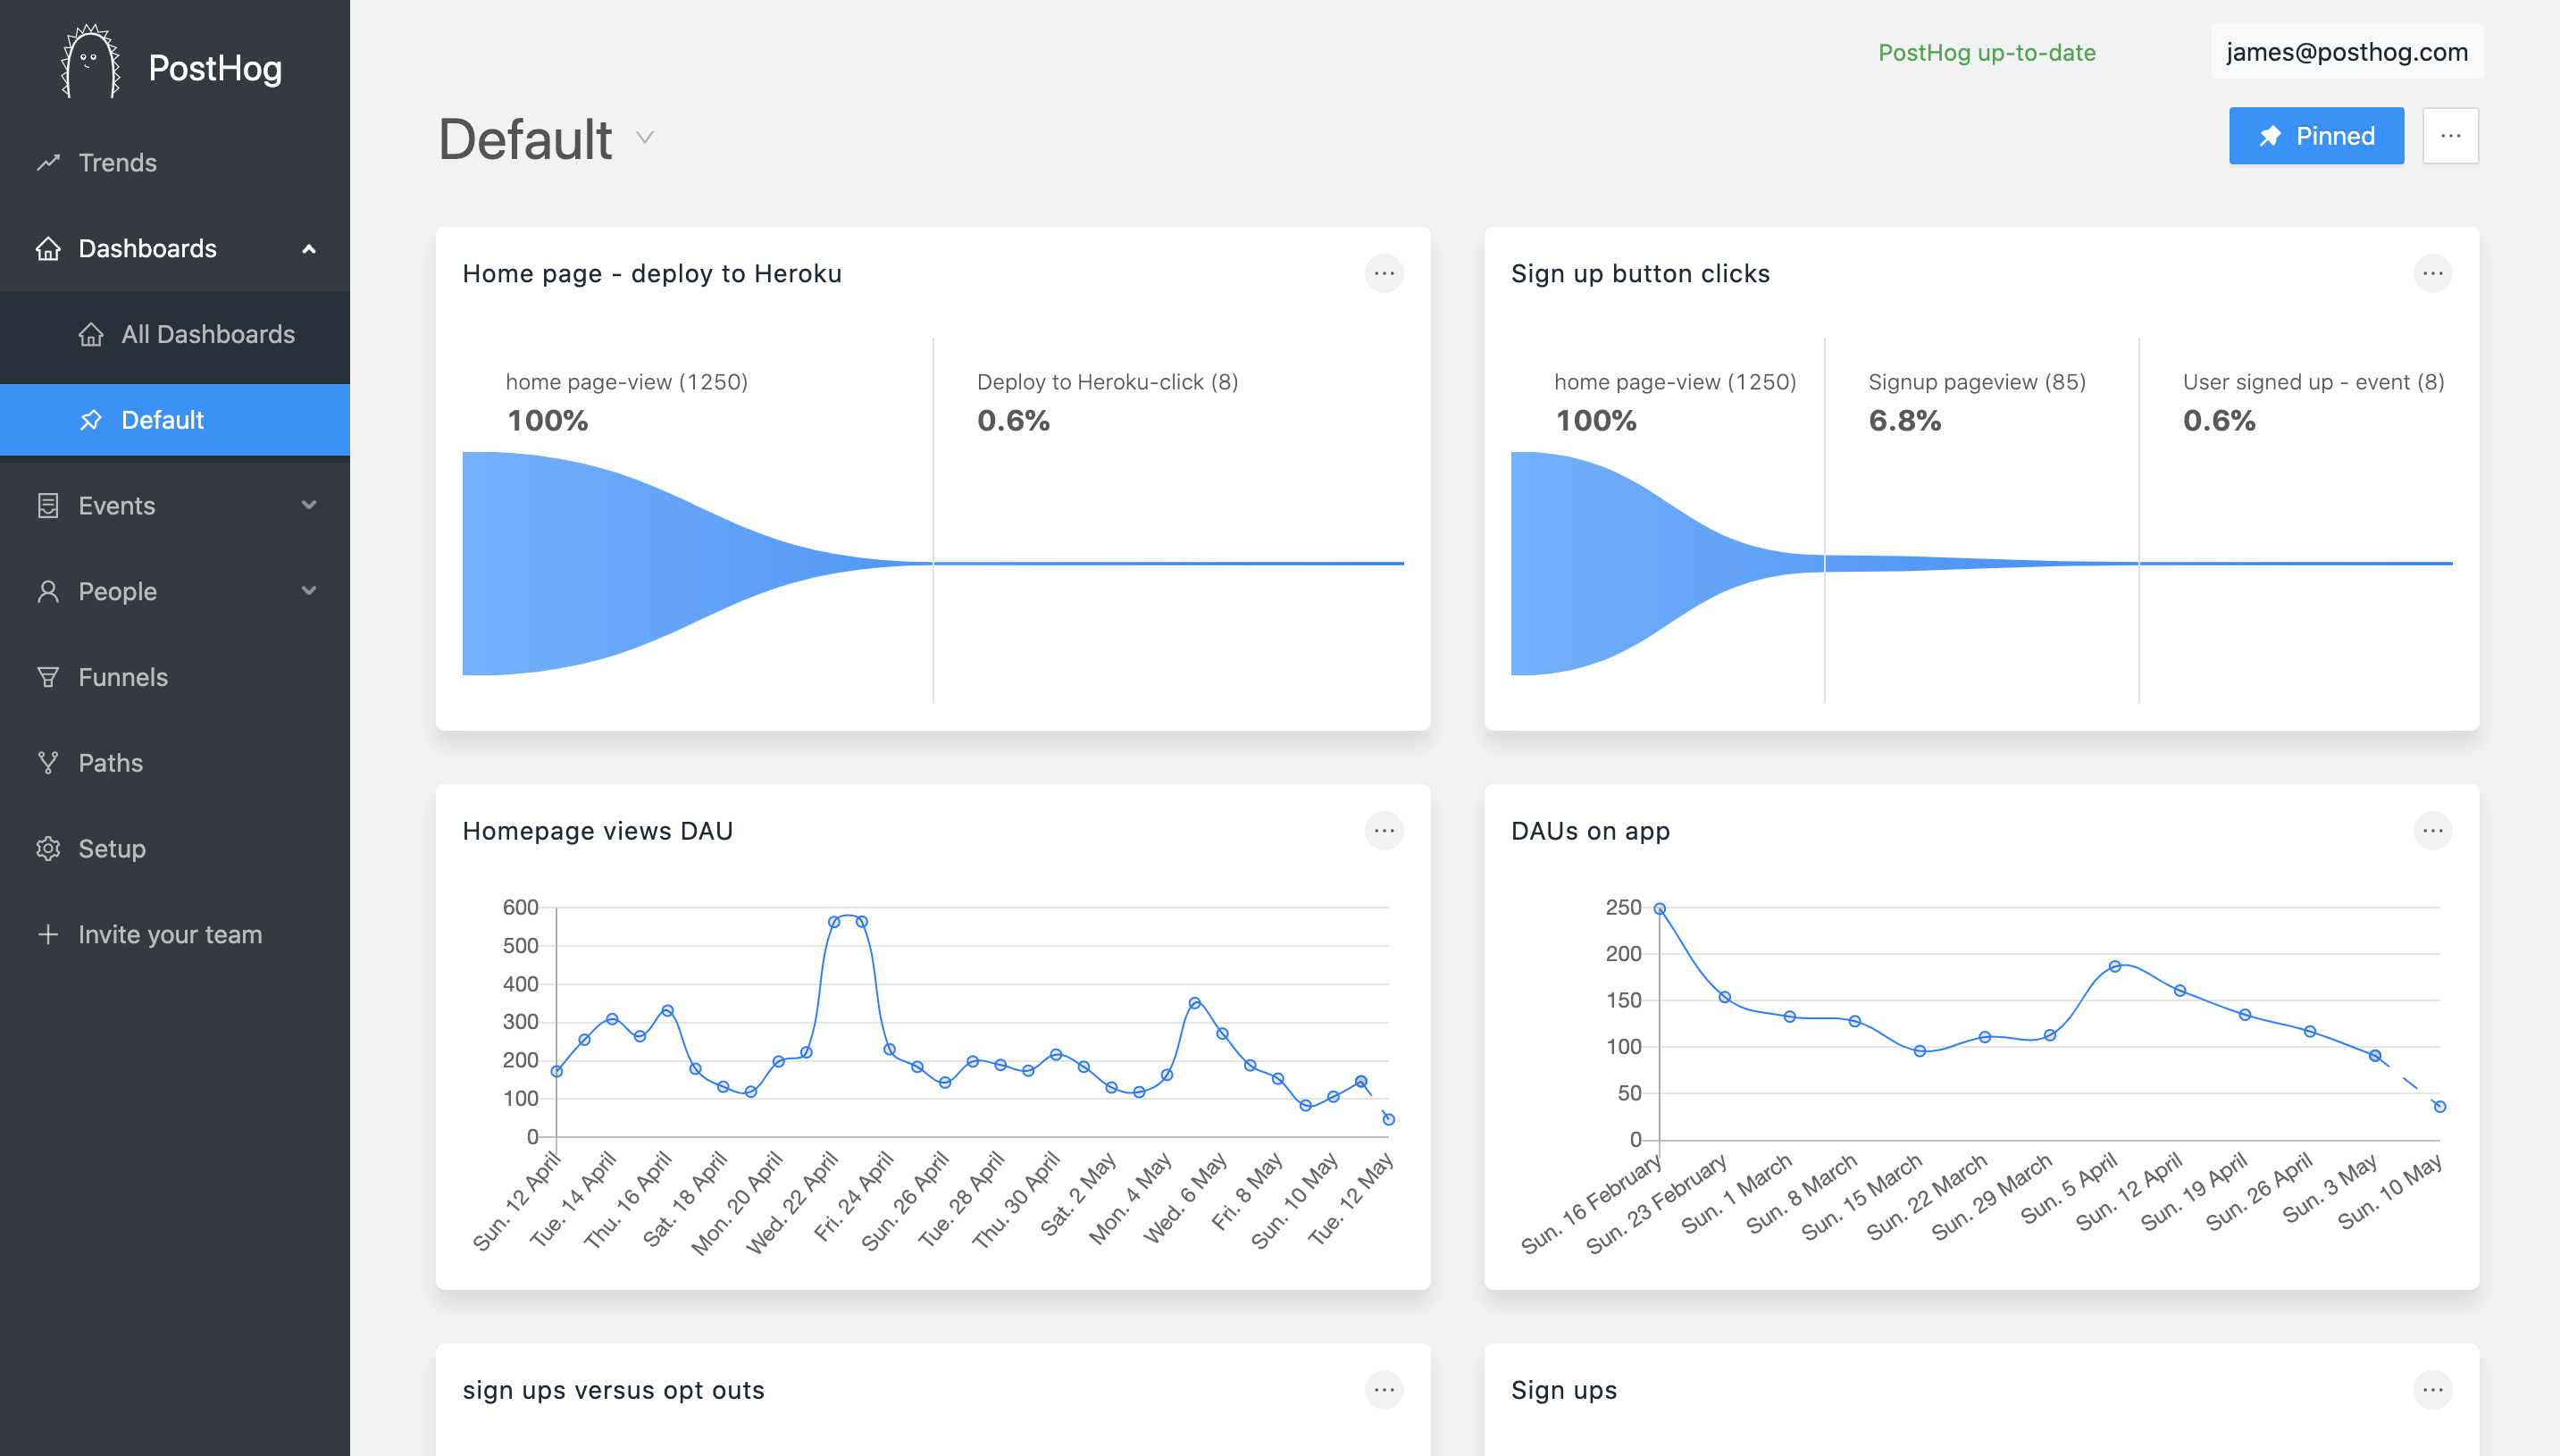 PostHog
Trends
Dashboards
All Dashboards
Default
Events
People
Funnels
Paths
Setup
Invite your team
PostHog up-to-date
james@posthog.com
Default
Pinned
Home page - deploy to Heroku
home page-view (1250)
100%
Deploy to Heroku-click (8)
0.6%
Sign up button clicks
home page-view (1250)
100%
Signup pageview (85)
6.8%
User signed up - event (8)
0.6%
Homepage views DAU
600
500
400
300
200
100
0
Sun. 12 April
Tue. 14 April
Thu. 16 April
Sat. 18 April
Mon. 20 April
Wed. 22 April
Fri. 24 April
Sun. 26 April
Tue. 28 April
Thu. 30 April
Sat. 2 May
Mon. 4 May
Wed. 6 May
Fri. 8 May
Sun. 10 May
Tue. 12 May
DAUs on app
250
200
150
100
50
0
Sun. 16 February
Sun. 23 February
Sun. 1 March
Sun. 8 March
Sun. 15 March
Sun. 22 March
Sun. 29 March
Sun. 5 April
Sun. 12 April
Sun. 19 April
Sun. 26 April
Sun. 3 May
Sun. 10 May
sign ups versus opt outs
Sign ups